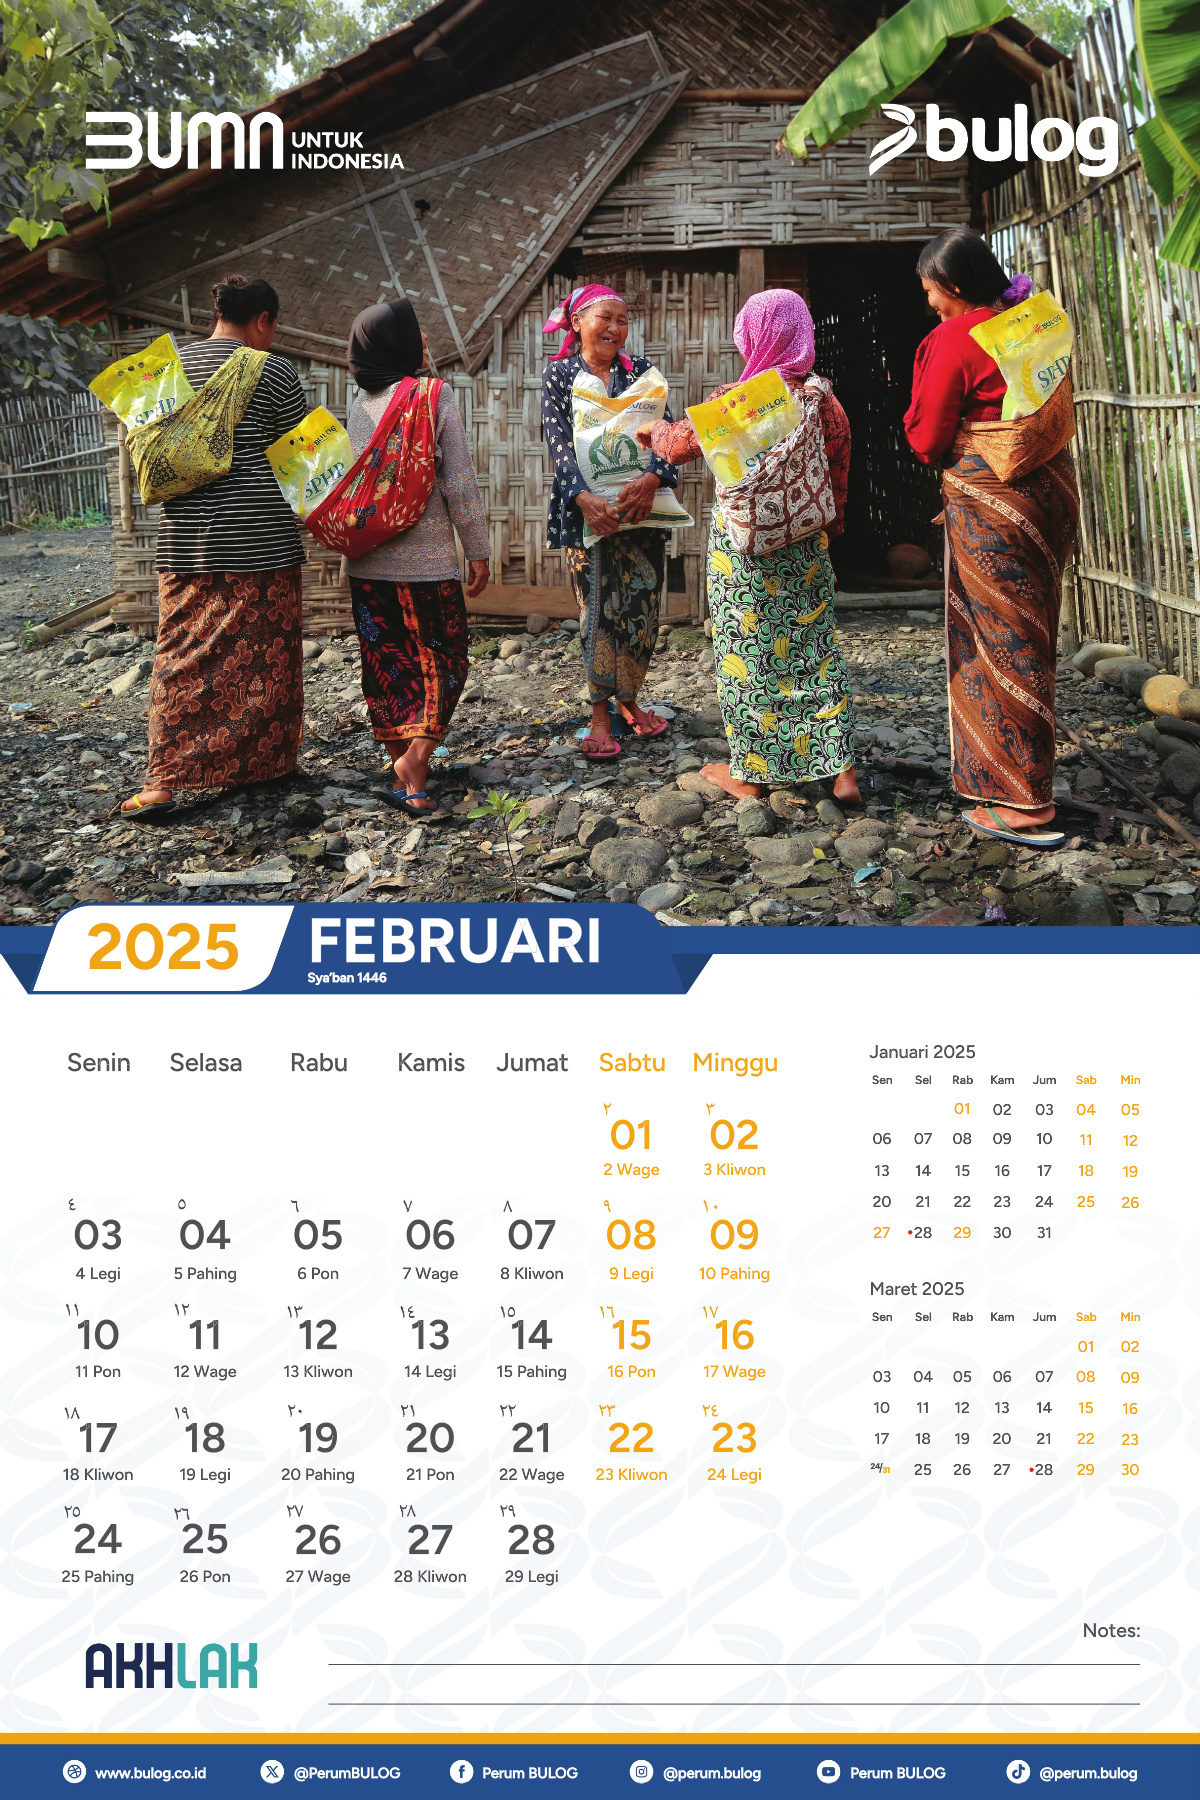 BUMN UNTUK
INDONESIA
bulog
BULOG
SPHP
BULOG
SPHP
BULOG
BULOG
BULOG
SPHP
2025 FEBRUARI
Sya'ban 1446
Senin Selasa Rabu Kamis Jumat Sabtu Minggu
٢ ٣
01 02
2 Wage 3 Kliwon
٤ ٥ ٦ ٧ ٨ ٩ ١٠
03 04 05 06 07 08 09
4 Legi 5 Pahing 6 Pon 7 Wage 8 Kliwon 9 Legi 10 Pahing
١١ ١٢ ١٣ ١٤ ١٥ ١٦ ١٧
10 11 12 13 14 15 16
11 Pon 12 Wage 13 Kliwon 14 Legi 15 Pahing 16 Pon 17 Wage
١٨ ١٩ ٢٠ ٢١ ٢٢ ٢٣ ٢٤
17 18 19 20 21 22 23
18 Kliwon 19 Legi 20 Pahing 21 Pon 22 Wage 23 Kliwon 24 Legi
٢٥ ٢٦ ٢٧ ٢٨ ٢٩
24 25 26 27 28
25 Pahing 26 Pon 27 Wage 28 Kliwon 29 Legi
Januari 2025
Sen Sel Rab Kam Jum Sab Min
01 02 03 04 05
06 07 08 09 10 11 12
13 14 15 16 17 18 19
20 21 22 23 24 25 26
27 •28 29 30 31
Maret 2025
Sen Sel Rab Kam Jum Sab Min
01 02
03 04 05 06 07 08 09
10 11 12 13 14 15 16
17 18 19 20 21 22 23
24/31 25 26 27 •28 29 30
Notes:
AKHLAK
www.bulog.co.id @PerumBULOG Perum BULOG @perum.bulog Perum BULOG @perum.bulog